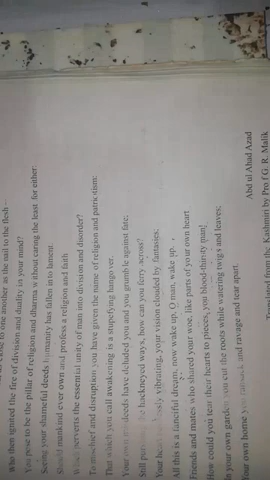 as close to one another as the nail to the flesh
Who then ignited the fire of division and duality in your mind?
You pose to be the pillar of religion and dharma without caring the least for either:
Seeing your shameful deeds humanity has fallen into lament.
Should mankind ever own and profess a religion and faith
Which perverts the essential unity of man into division and disorder?
To mischief and disruption you have given the name of religion and patriotism:
That which you call awakening is a stupefying hangover.
Your own deeds have deluded you and you grumble against fate,
Still hackneyed ways, how can you ferry across?
Your vibrating, your vision clouded by fantasies.
All this is a fanciful dream, now wake up, O man, wake up.
Friends and mates who shared your woe, like parts of your own heart
How could you tear their hearts to pieces, you blood-thirsty man!
In your own garden you cut the roots while watering twigs and leaves;
Your own home you ransack and ravage and tear apart.
Abd ul Ahad Azad
Translated from the Kashmiri by Prof G. R. Malik